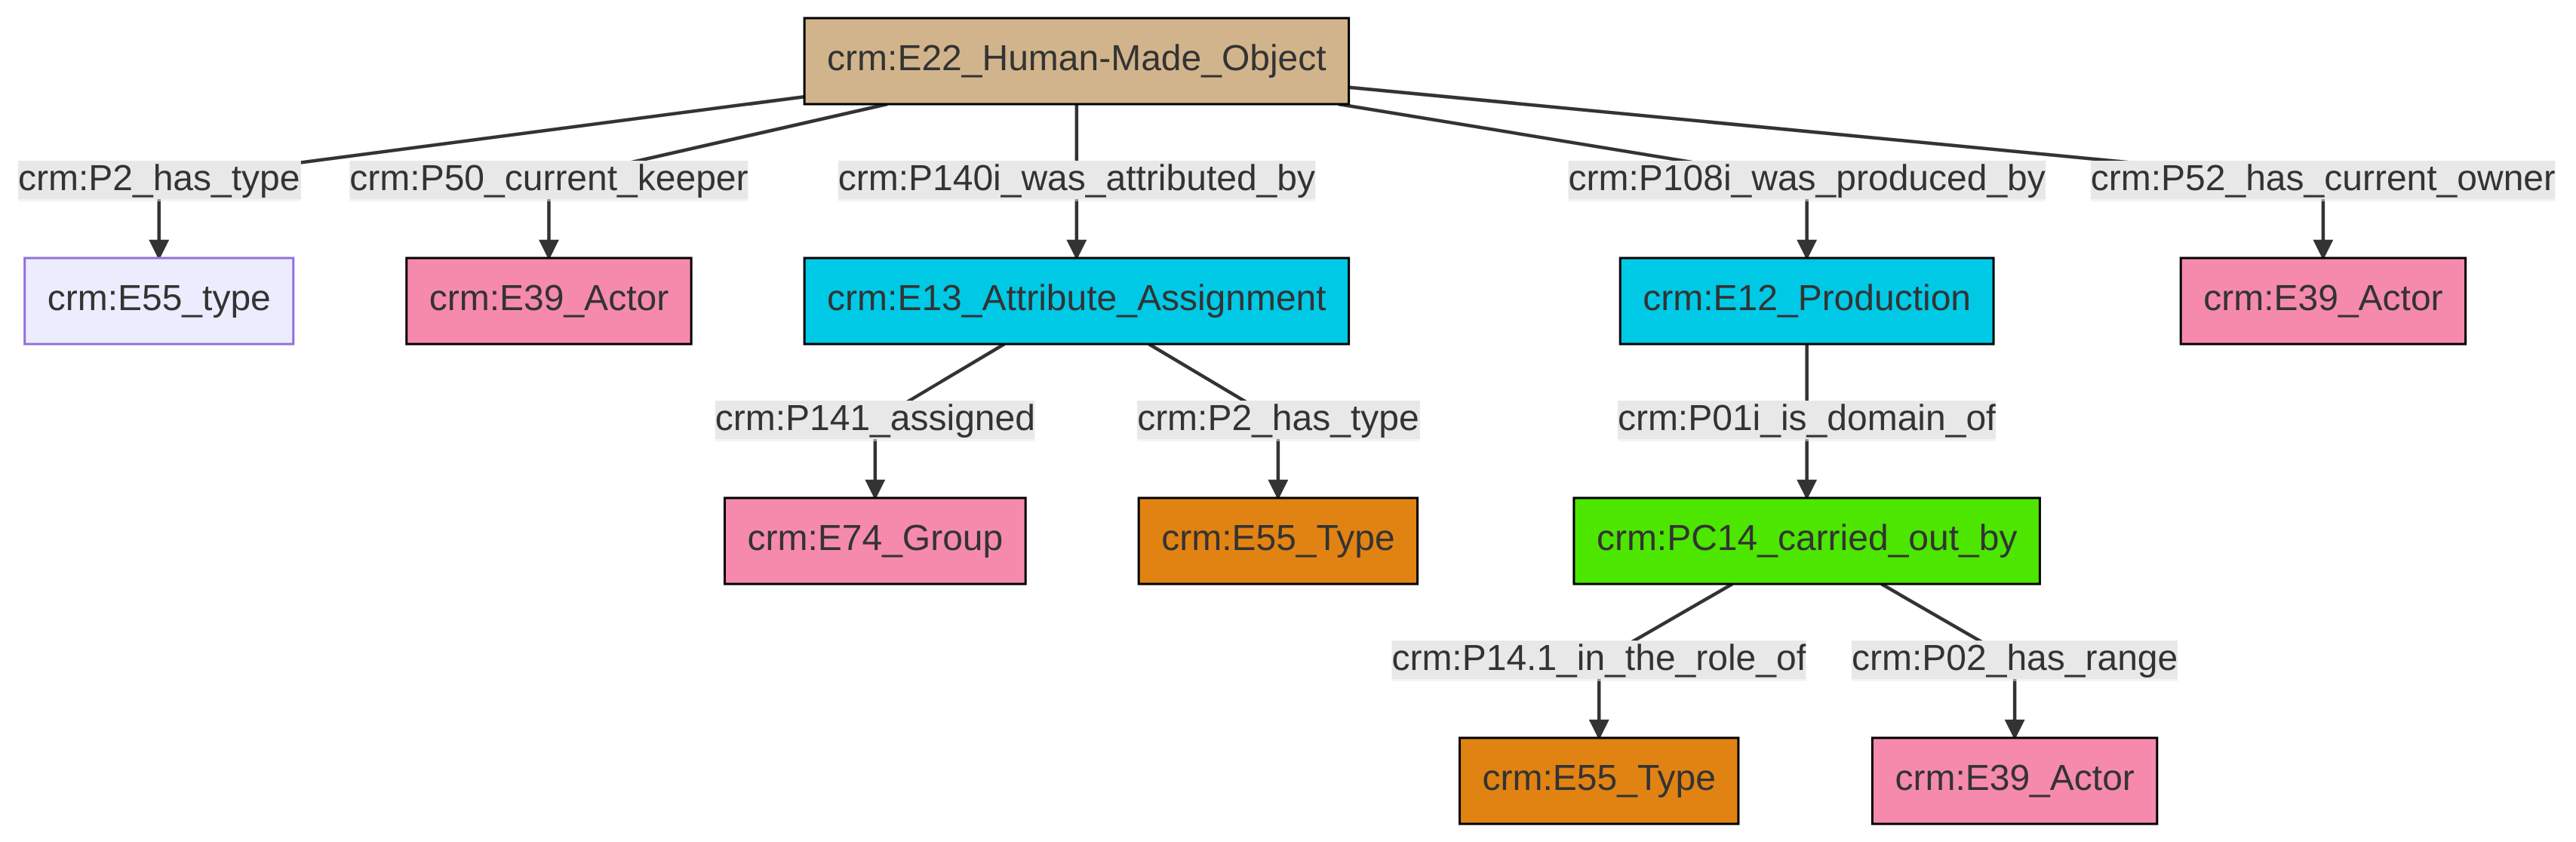 crm:E22_Human-Made_Object
crm:P2_has_type
crm:P50_current_keeper
crm:P140i_was_attributed_by
crm:P108i_was_produced_by
crm:P52_has_current_owner
crm:E55_type
crm:E39_Actor
crm:E13_Attribute_Assignment
crm:E12_Production
crm:E39_Actor
crm:P141_assigned
crm:P2_has_type
crm:P01i_is_domain_of
crm:E74_Group
crm:E55_Type
crm:PC14_carried_out_by
crm:P14.1_in_the_role_of
crm:P02_has_range
crm:E55_Type
crm:E39_Actor